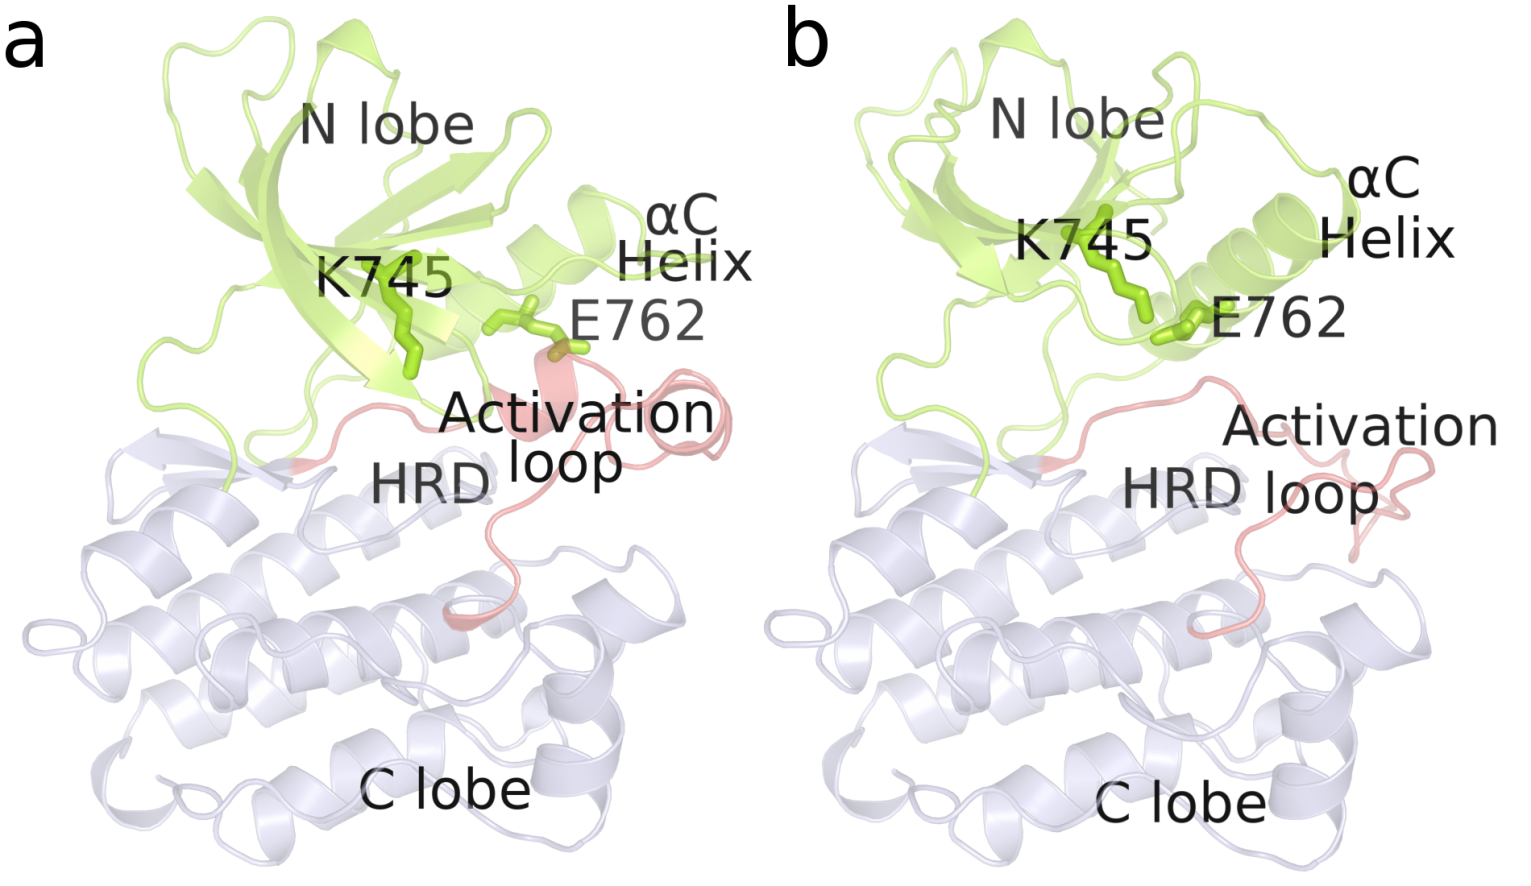 a
N lobe
αC
Helix
K745
E762
Activation
loop
HRD
C lobe
b
N lobe
αC
Helix
K745
E762
Activation
loop
HRD
C lobe